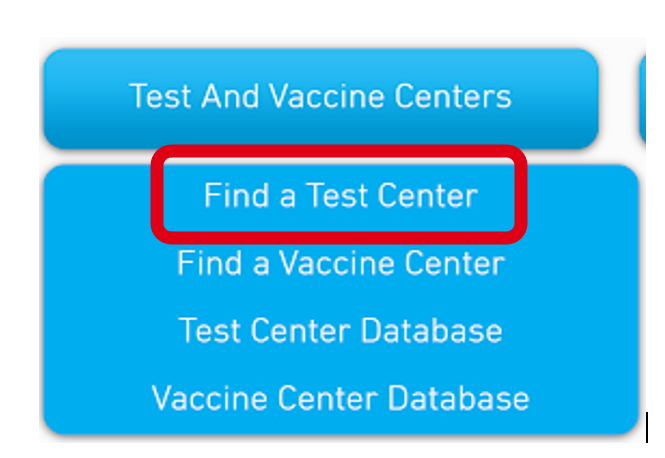 Test And Vaccine Centers
Find a Test Center
Find a Vaccine Center
Test Center Database
Vaccine Center Database